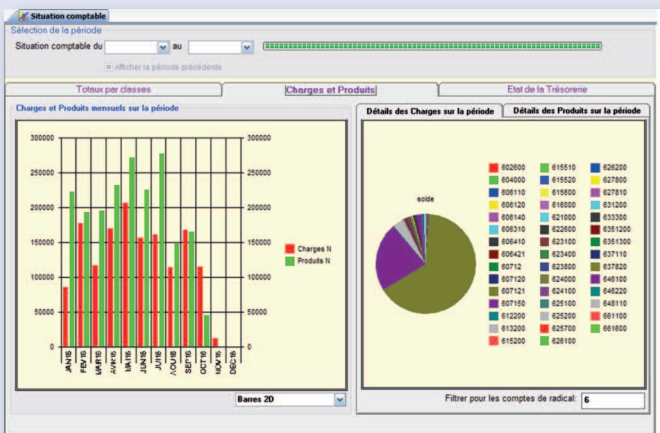 Situation comptable
Sélection de la période
Situation comptable du au
Afficher la période précédente
Totaux par classes
Charges et Produits
Etat de la Trésorerie
Charges et Produits mensuels sur la période
300000
250000
200000
150000
100000
50000
0
300000
250000
200000
150000
100000
50000
0
JAN16
FEV16
MAR16
AVR16
MAI16
JUN16
JUI16
AOU16
SEP16
OCT16
NOV16
DEC16
Charges N
Produits N
Barres 2D
Détails des Charges sur la période
Détails des Produits sur la période
solde
602600 615510 626200
604000 615520 627800
606110 615600 627810
606120 616000 631200
606140 621000 633300
606310 622600 6351200
606410 623100 6351300
606421 623400 637110
60712 623800 637820
607120 624000 646100
607121 624100 646220
607150 625100 648110
612200 625200 661100
613200 625700 661600
615200 626100
Filtrer pour les comptes de radical: 6